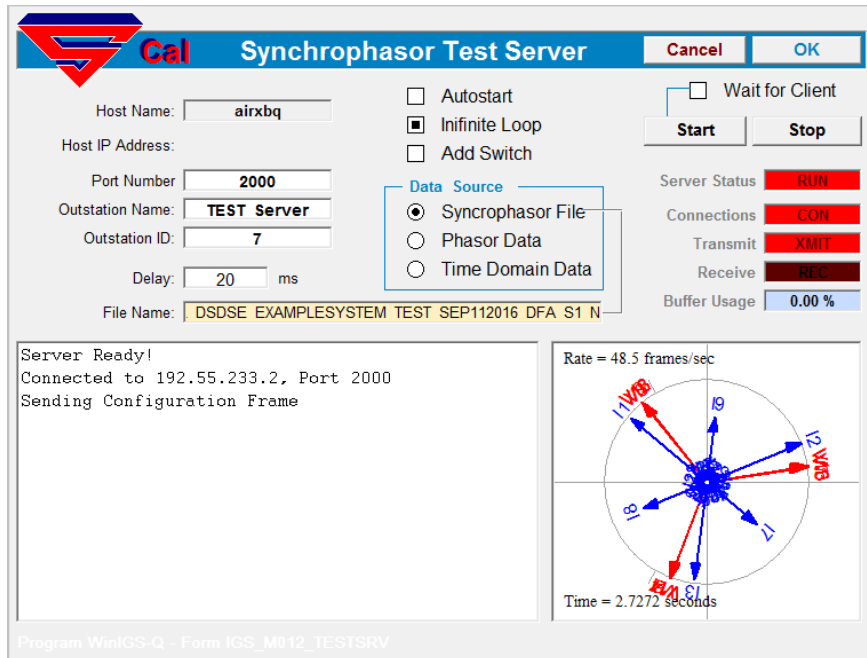 Cal Synchrophasor Test Server Cancel OK
Host Name: airxbq
Host IP Address:
Port Number 2000
Outstation Name: TEST Server
Outstation ID: 7
Delay: 20 ms
File Name: DSDSE EXAMPLESYSTEM TEST SEP112016 DFA S1 N
Autostart
Inifinite Loop
Add Switch
Data Source
Syncrophasor File
Phasor Data
Time Domain Data
Wait for Client
Start Stop
Server Status RUN
Connections CON
Transmit XMIT
Receive REC
Buffer Usage 0.00 %
Server Ready!
Connected to 192.55.233.2, Port 2000
Sending Configuration Frame
Rate = 48.5 frames/sec
I1
I9
I2
I8
I7
I3
Time = 2.7272 seconds
Program WinIGS-Q - Form IGS_M012_TESTSRV